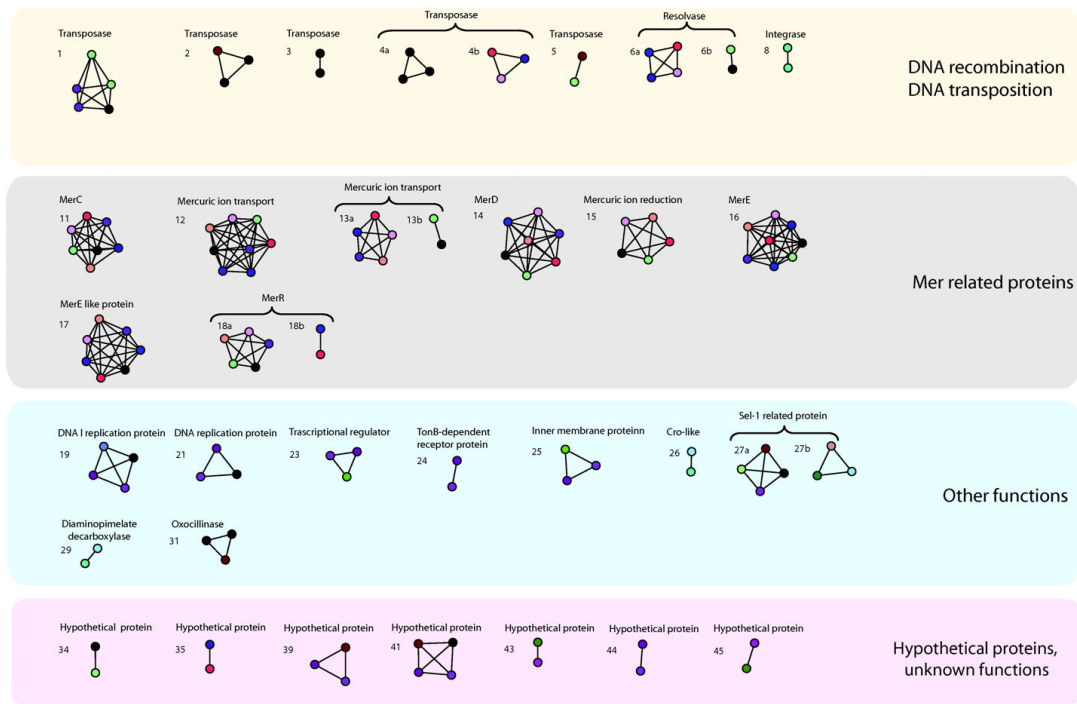 Transposase
1
Transposase
2
Transposase
3
Transposase
4a
4b
Transposase
5
Resolvase
6a
6b
Integrase
8
DNA recombination
DNA transposition
MerC
11
Mercuric ion transport
12
Mercuric ion transport
13a
13b
MerD
14
Mercuric ion reduction
15
MerE
16
Mer related proteins
MerE like protein
17
MerR
18a
18b
DNA I replication protein
19
DNA replication protein
21
Trascriptional regulator
23
TonB-dependent
receptor protein
24
Inner membrane proteinn
25
Cro-like
26
Sel-1 related protein
27a
27b
Other functions
Diaminopimelate
decarboxylase
29
Oxocillinase
31
Hypothetical protein
34
Hypothetical protein
35
Hypothetical protein
39
Hypothetical protein
41
Hypothetical protein
43
Hypothetical protein
44
Hypothetical protein
45
Hypothetical proteins,
unknown functions